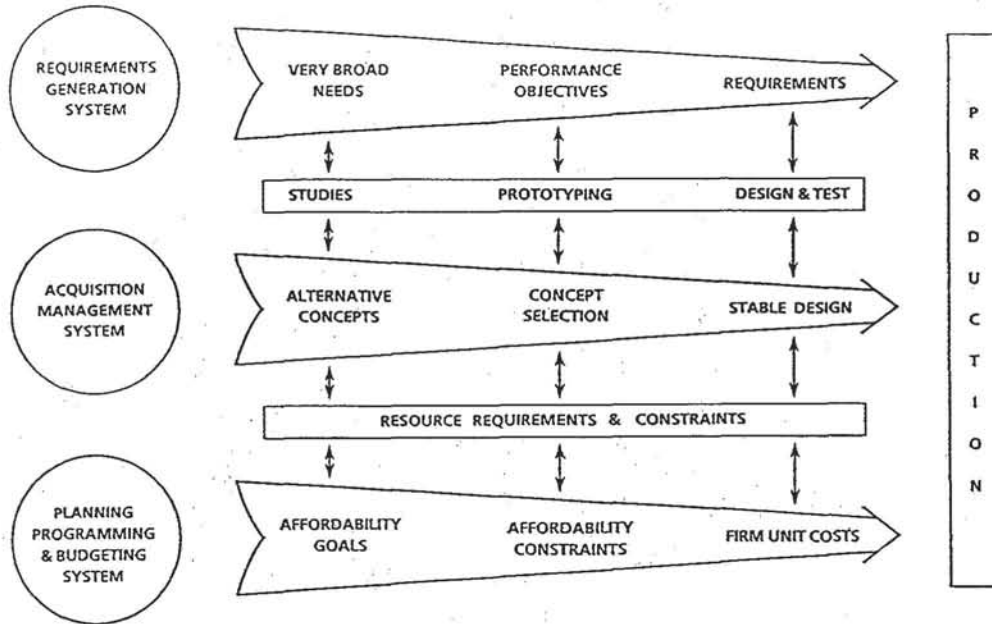 REQUIREMENTS
GENERATION
SYSTEM
VERY BROAD
NEEDS
PERFORMANCE
OBJECTIVES
REQUIREMENTS
STUDIES
PROTOTYPING
DESIGN & TEST
ACQUISITION
MANAGEMENT
SYSTEM
ALTERNATIVE
CONCEPTS
CONCEPT
SELECTION
STABLE DESIGN
RESOURCE REQUIREMENTS & CONSTRAINTS
PLANNING
PROGRAMMING
& BUDGETING
SYSTEM
AFFORDABILITY
GOALS
AFFORDABILITY
CONSTRAINTS
FIRM UNIT COSTS
PRODUCTION